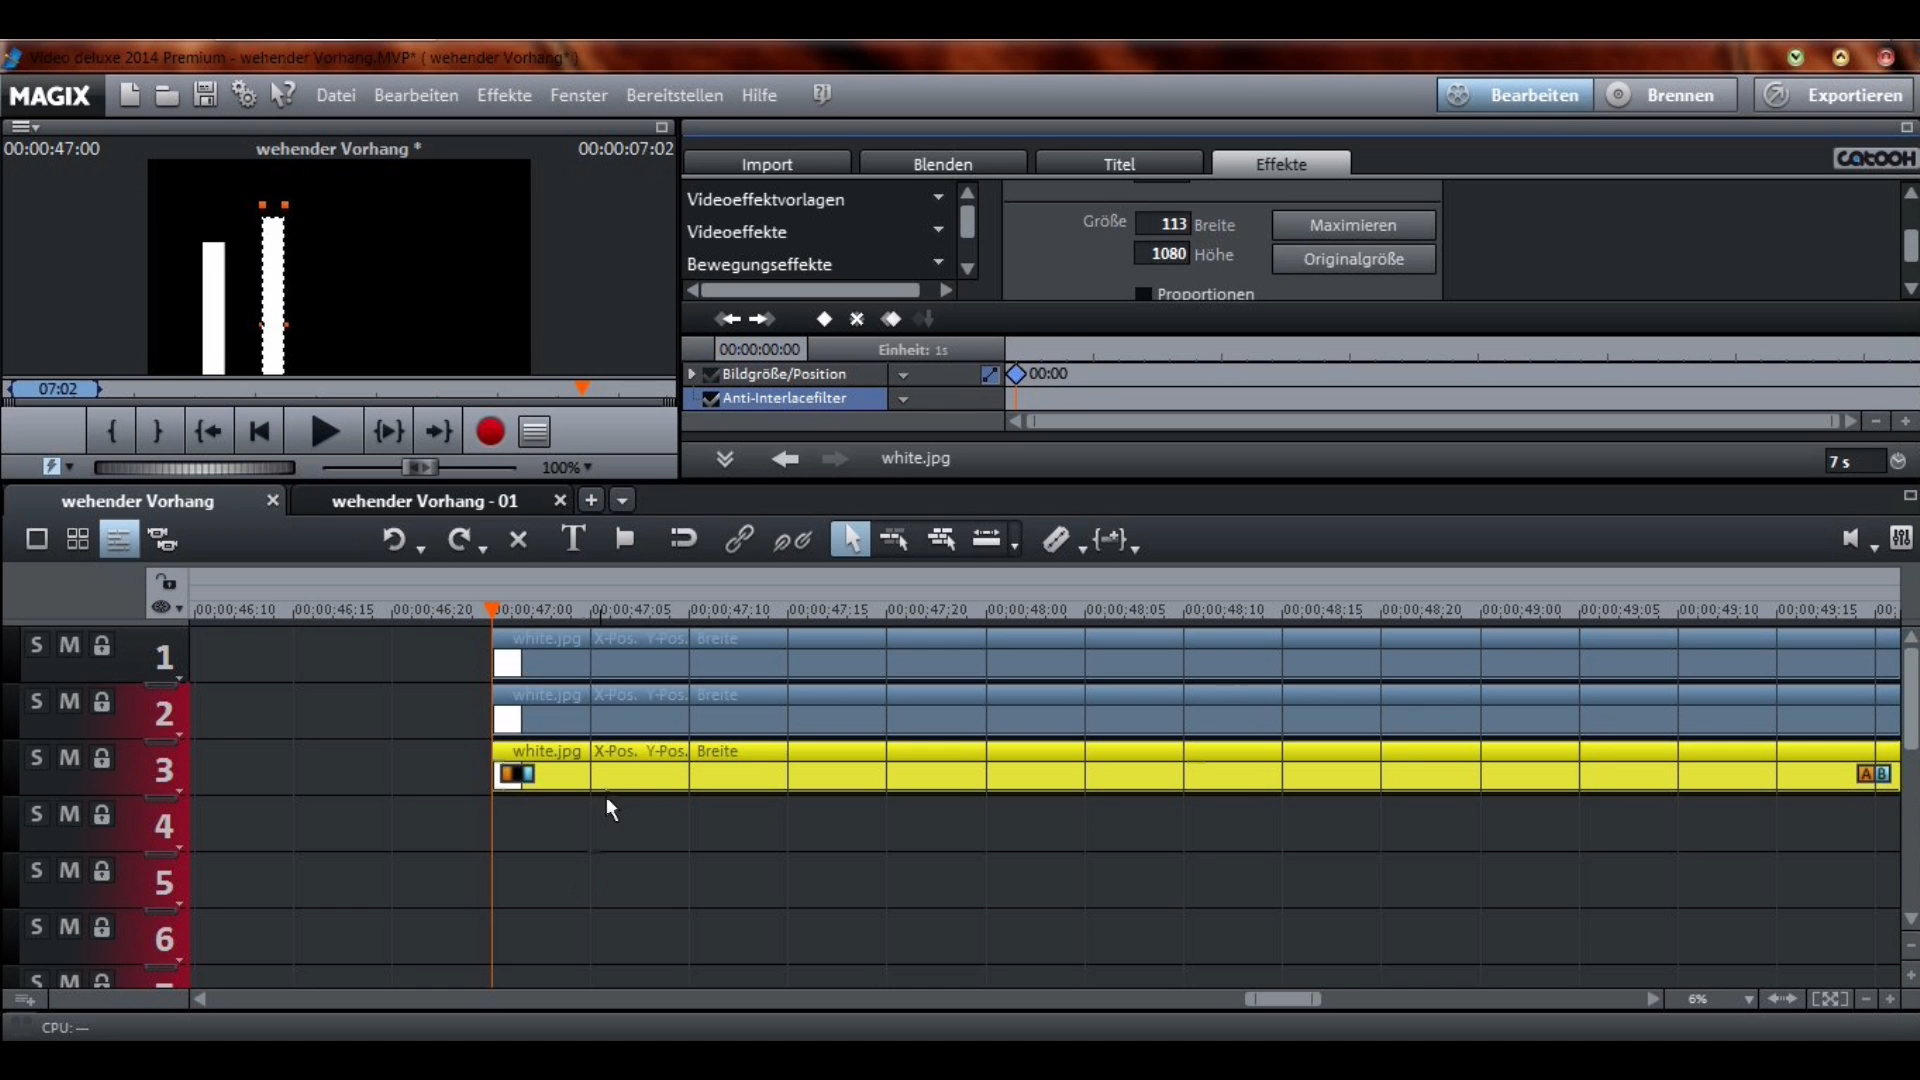 Video deluxe 2014 Premium - wehender Vorhang.MVP* ( wehender Vorhang* )
MAGIX Datei Bearbeiten Effekte Fenster Bereitstellen Hilfe Bearbeiten Brennen Exportieren
00:00:47:00 wehender Vorhang * 00:00:07:02
Import Blenden Titel Effekte CATOOH
Videoeffektvorlagen
Videoeffekte
Bewegungseffekte
Größe 113 Breite Maximieren
1080 Höhe Originalgröße
Proportionen
00:00:00:00 Einheit: 1s
Bildgröße/Position 00:00
Anti-Interlacefilter
07:02
100%
white.jpg 7 s
wehender Vorhang wehender Vorhang - 01
00:00:46:10 00:00:46:15 00:00:46:20 00:00:47:00 00:00:47:05 00:00:47:10 00:00:47:15 00:00:47:20 00:00:48:00 00:00:48:05 00:00:48:10 00:00:48:15 00:00:48:20 00:00:49:00 00:00:49:05 00:00:49:10 00:00:49:15 00:
S M 1 white.jpg X-Pos. Y-Pos. Breite
S M 2 white.jpg X-Pos. Y-Pos. Breite
S M 3 white.jpg X-Pos. Y-Pos. Breite
A B
S M 4
S M 5
S M 6
S M
6%
CPU: —